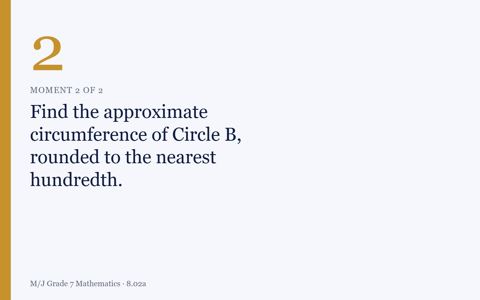 2
MOMENT 2 OF 2
Find the approximate
circumference of Circle B,
rounded to the nearest
hundredth.
M/J Grade 7 Mathematics · 8.02a